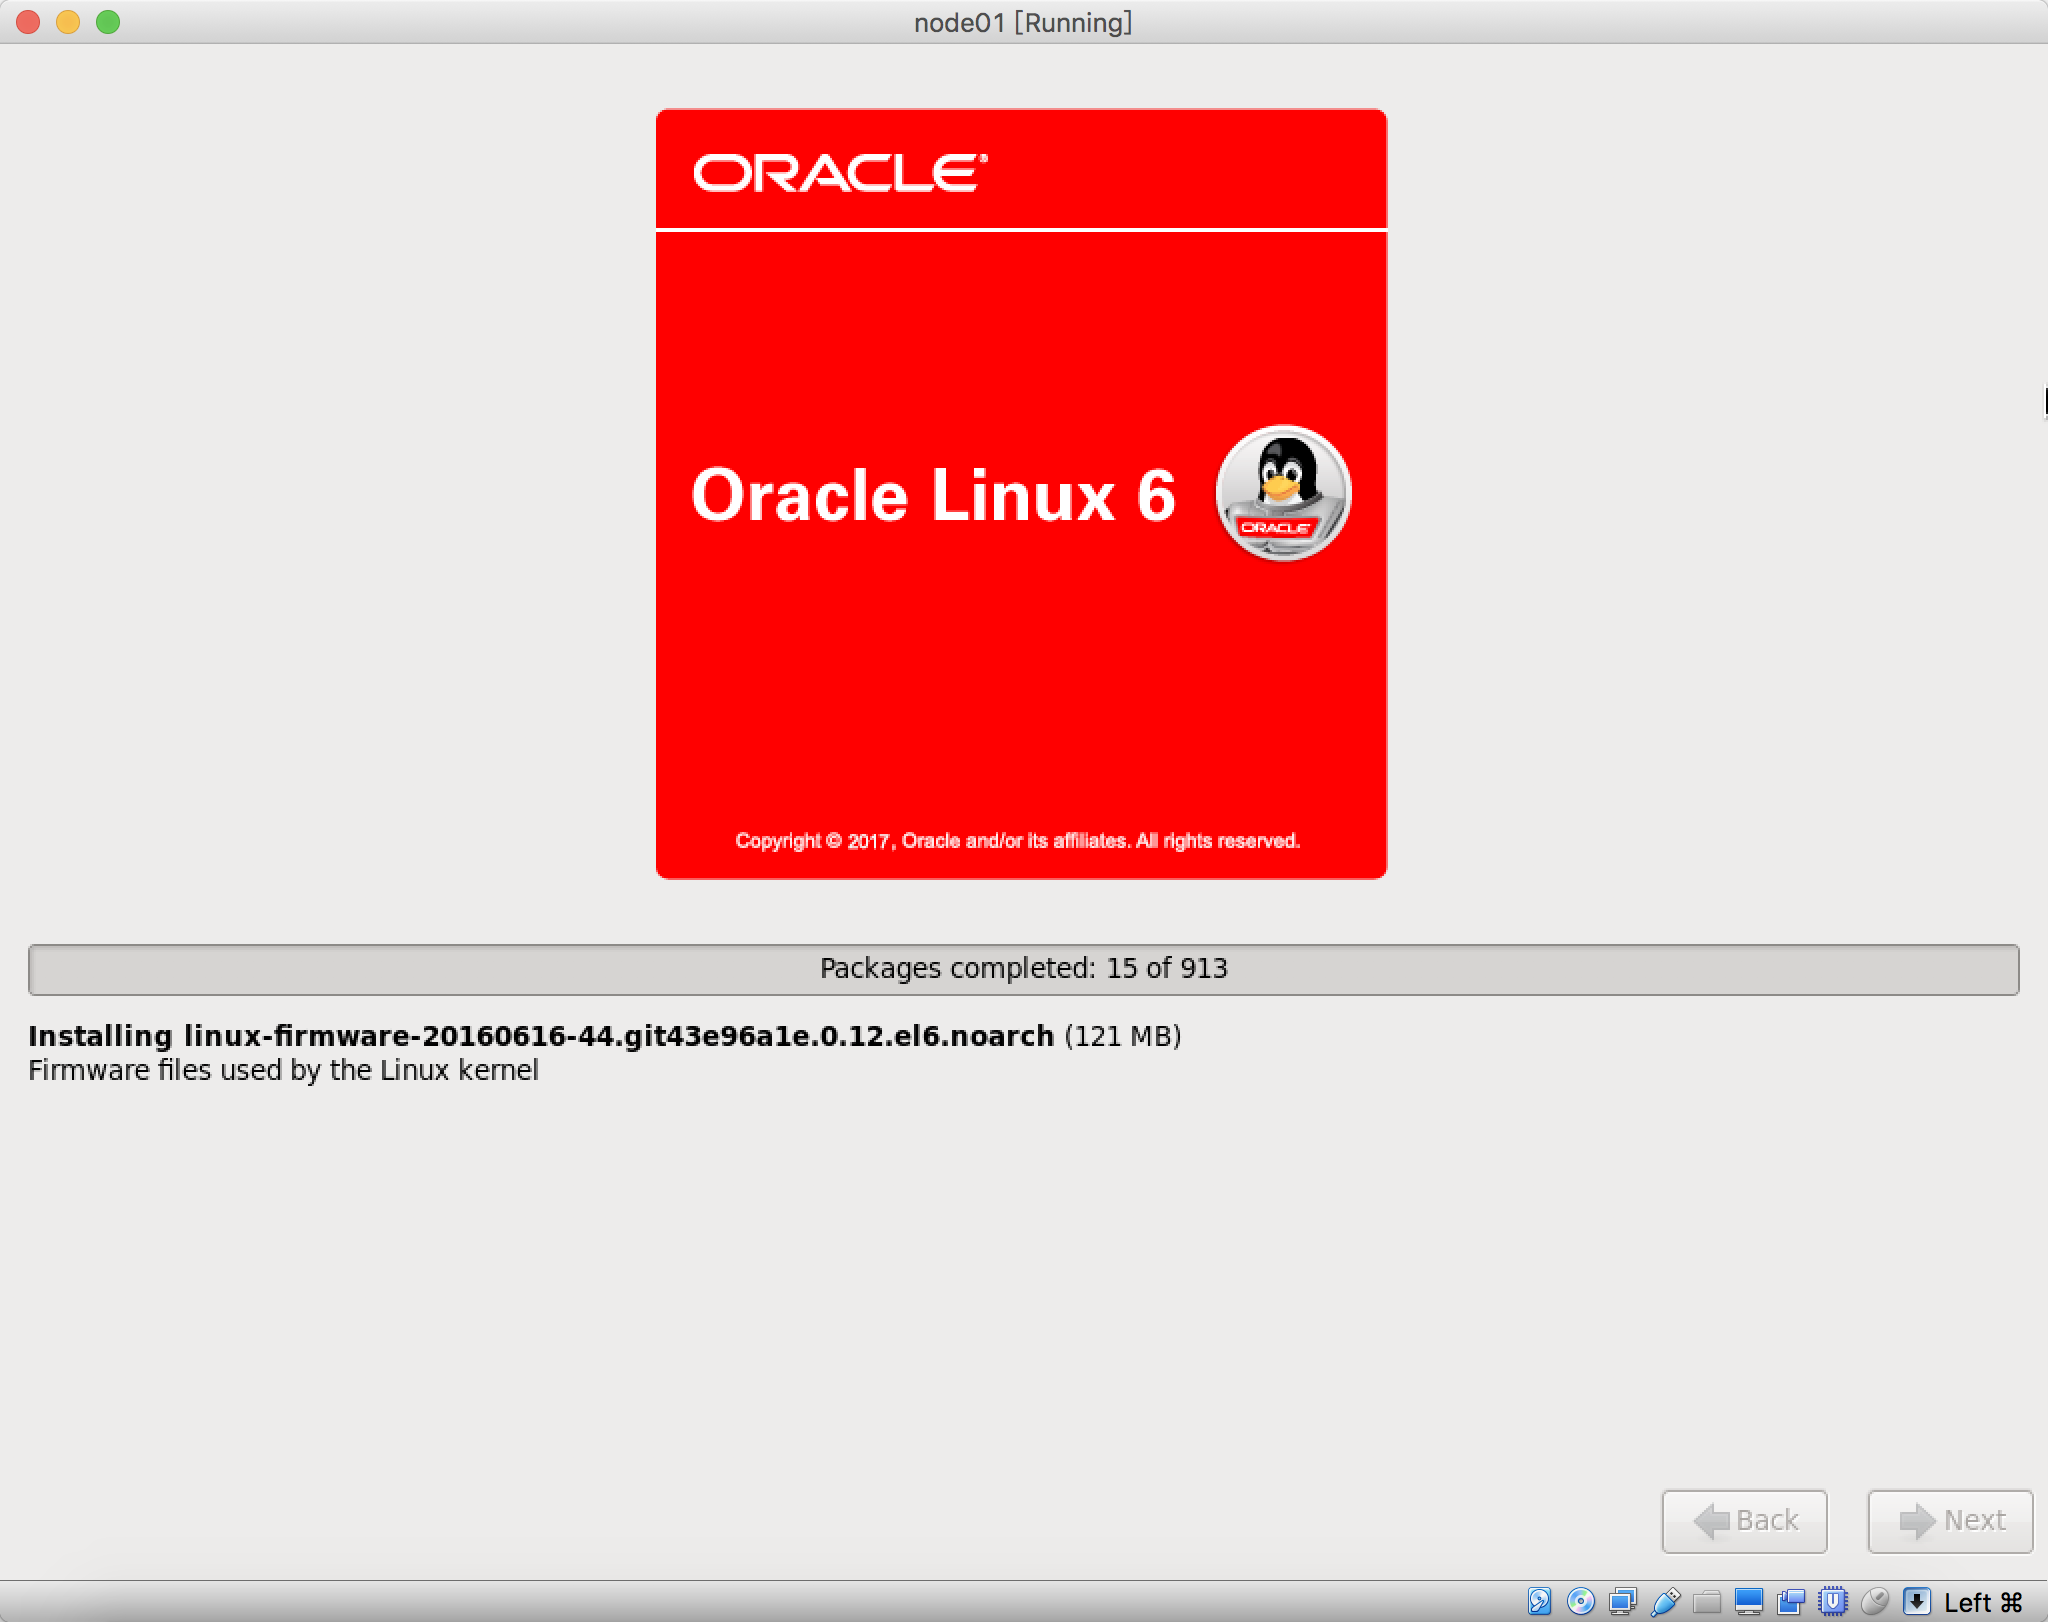 node01 [Running]
ORACLE®
Oracle Linux 6
ORACLE
Copyright © 2017, Oracle and/or its affiliates. All rights reserved.
Packages completed: 15 of 913
Installing linux-firmware-20160616-44.git43e96a1e.0.12.el6.noarch (121 MB)
Firmware files used by the Linux kernel
Back
Next
Left ⌘